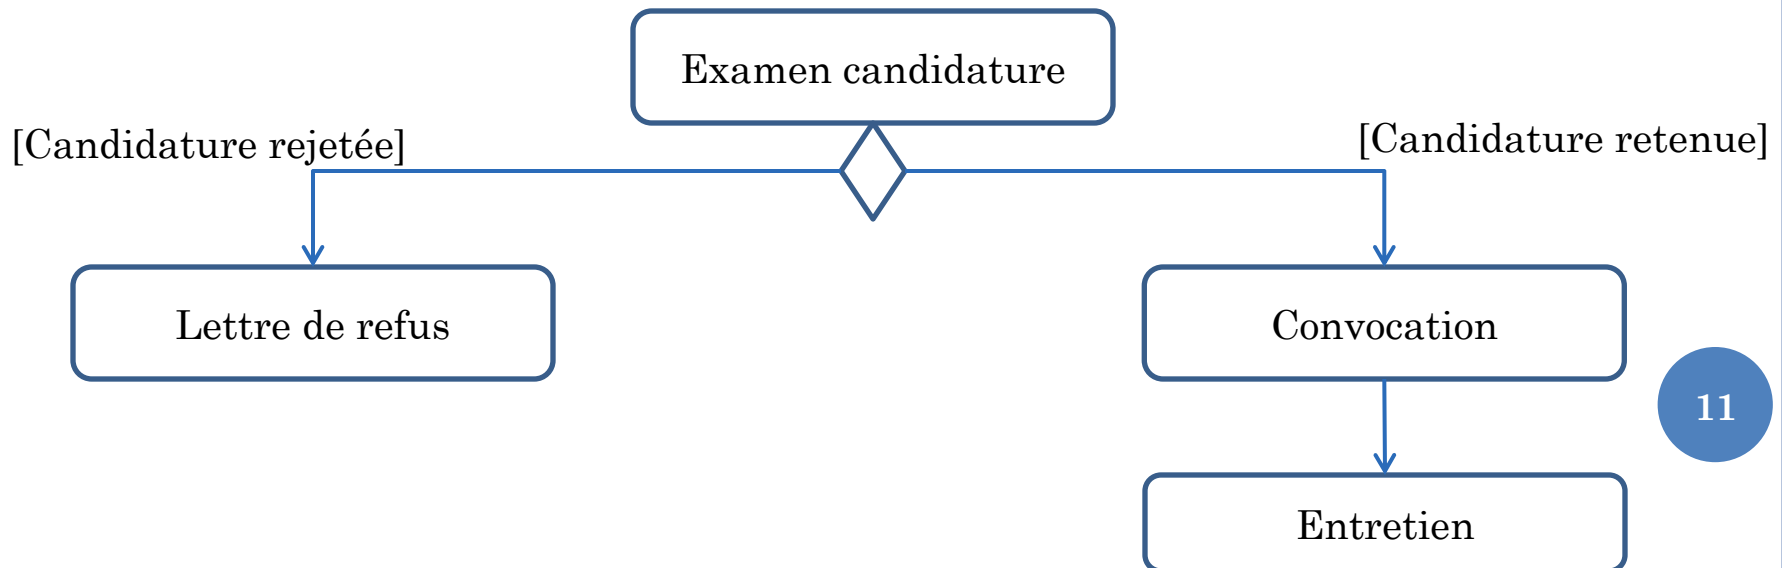 Examen candidature
[Candidature rejetée]
[Candidature retenue]
Lettre de refus
Convocation
11
Entretien